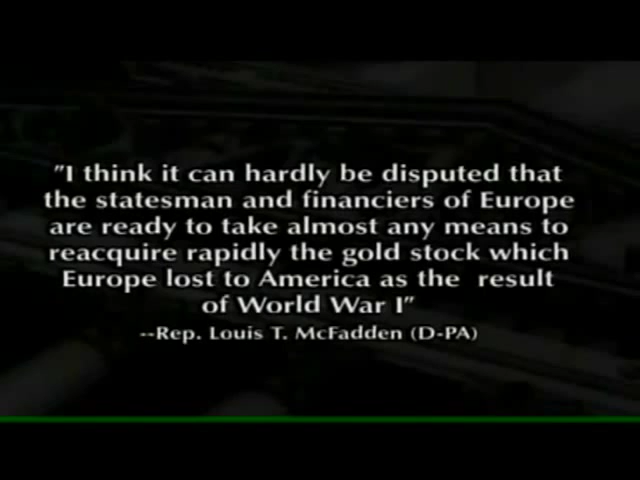 "I think it can hardly be disputed that
the statesman and financiers of Europe
are ready to take almost any means to
reacquire rapidly the gold stock which
Europe lost to America as the  result
of World War I"
--Rep. Louis T. McFadden (D-PA)